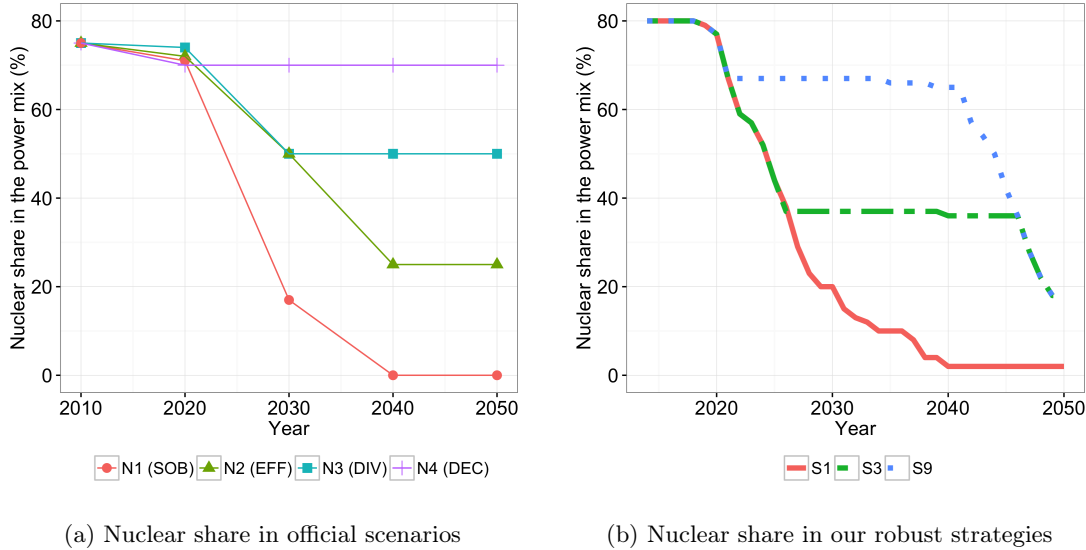 Nuclear share in the power mix (%)
80
60
40
20
0
2010 2020 2030 2040 2050
Year
N1 (SOB) N2 (EFF) N3 (DIV) N4 (DEC)
(a) Nuclear share in official scenarios
Nuclear share in the power mix (%)
80
60
40
20
0
2020 2030 2040 2050
Year
S1 S3 S9
(b) Nuclear share in our robust strategies